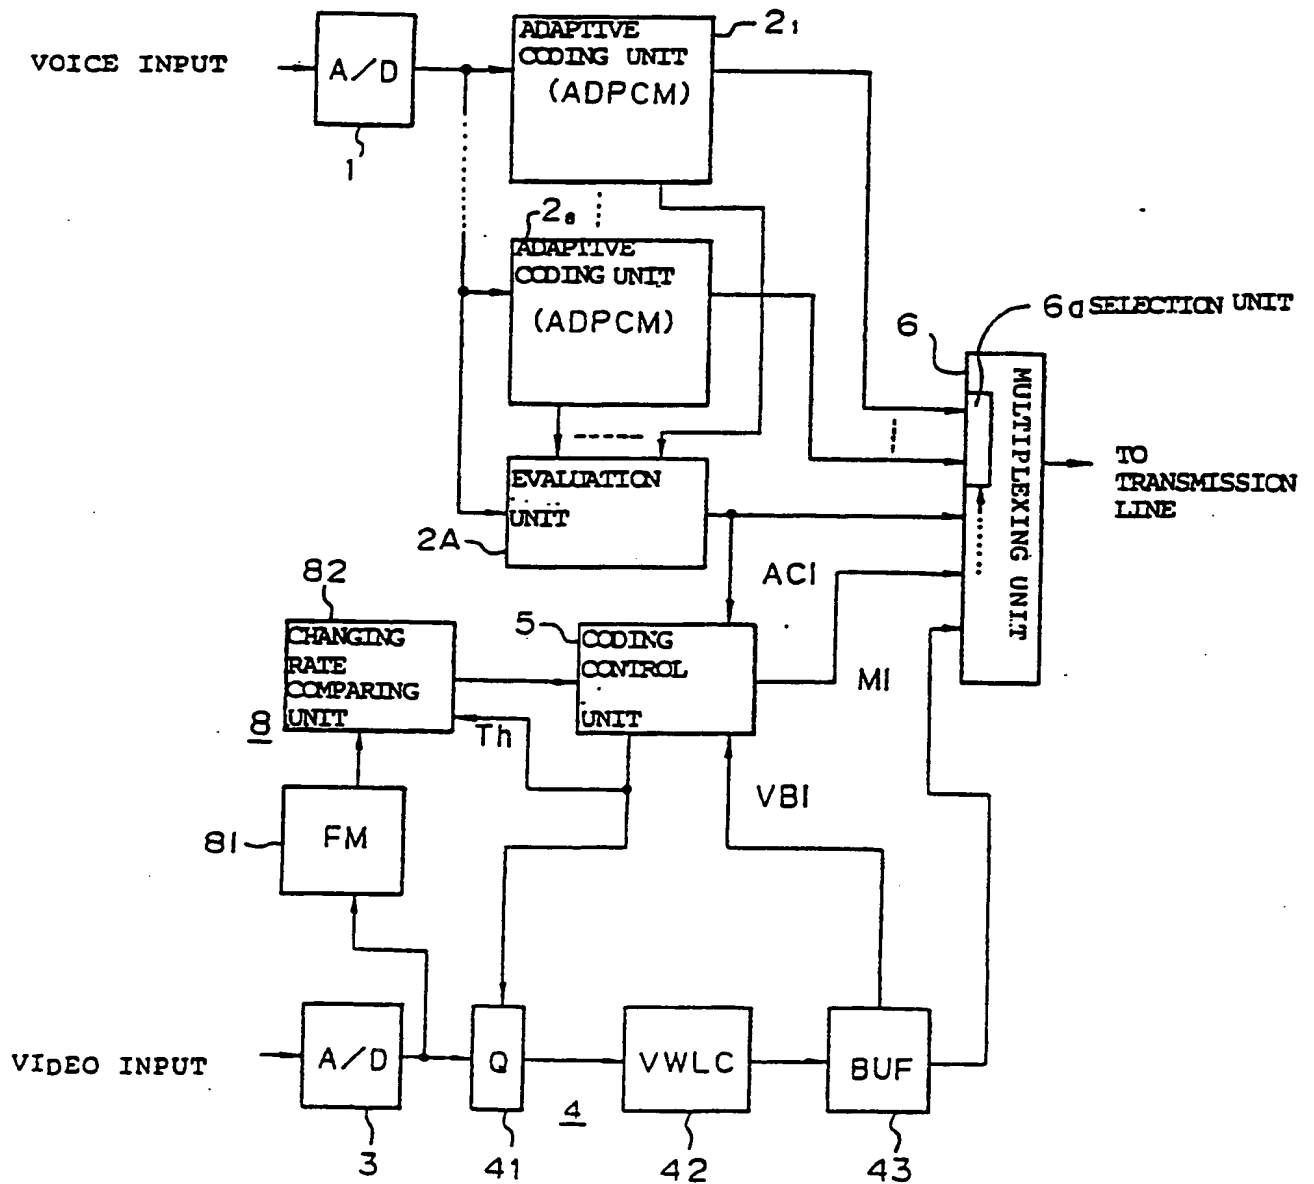 ADAPTIVE
CODING UNIT
(ADPCM)
2₁
VOICE INPUT
A/D
1
2₈
ADAPTIVE
CODING UNIT
(ADPCM)
6a SELECTION UNIT
6
MULTIPLEXING UNIT
TO
TRANSMISSION
LINE
EVALUATION
UNIT
2A
ACI
82
CHANGING
RATE
COMPARING
UNIT
8
5
CODING
CONTROL
UNIT
MI
Th
VBI
81
FM
VIDEO INPUT
A/D
3
Q
41
4
VWLC
42
BUF
43